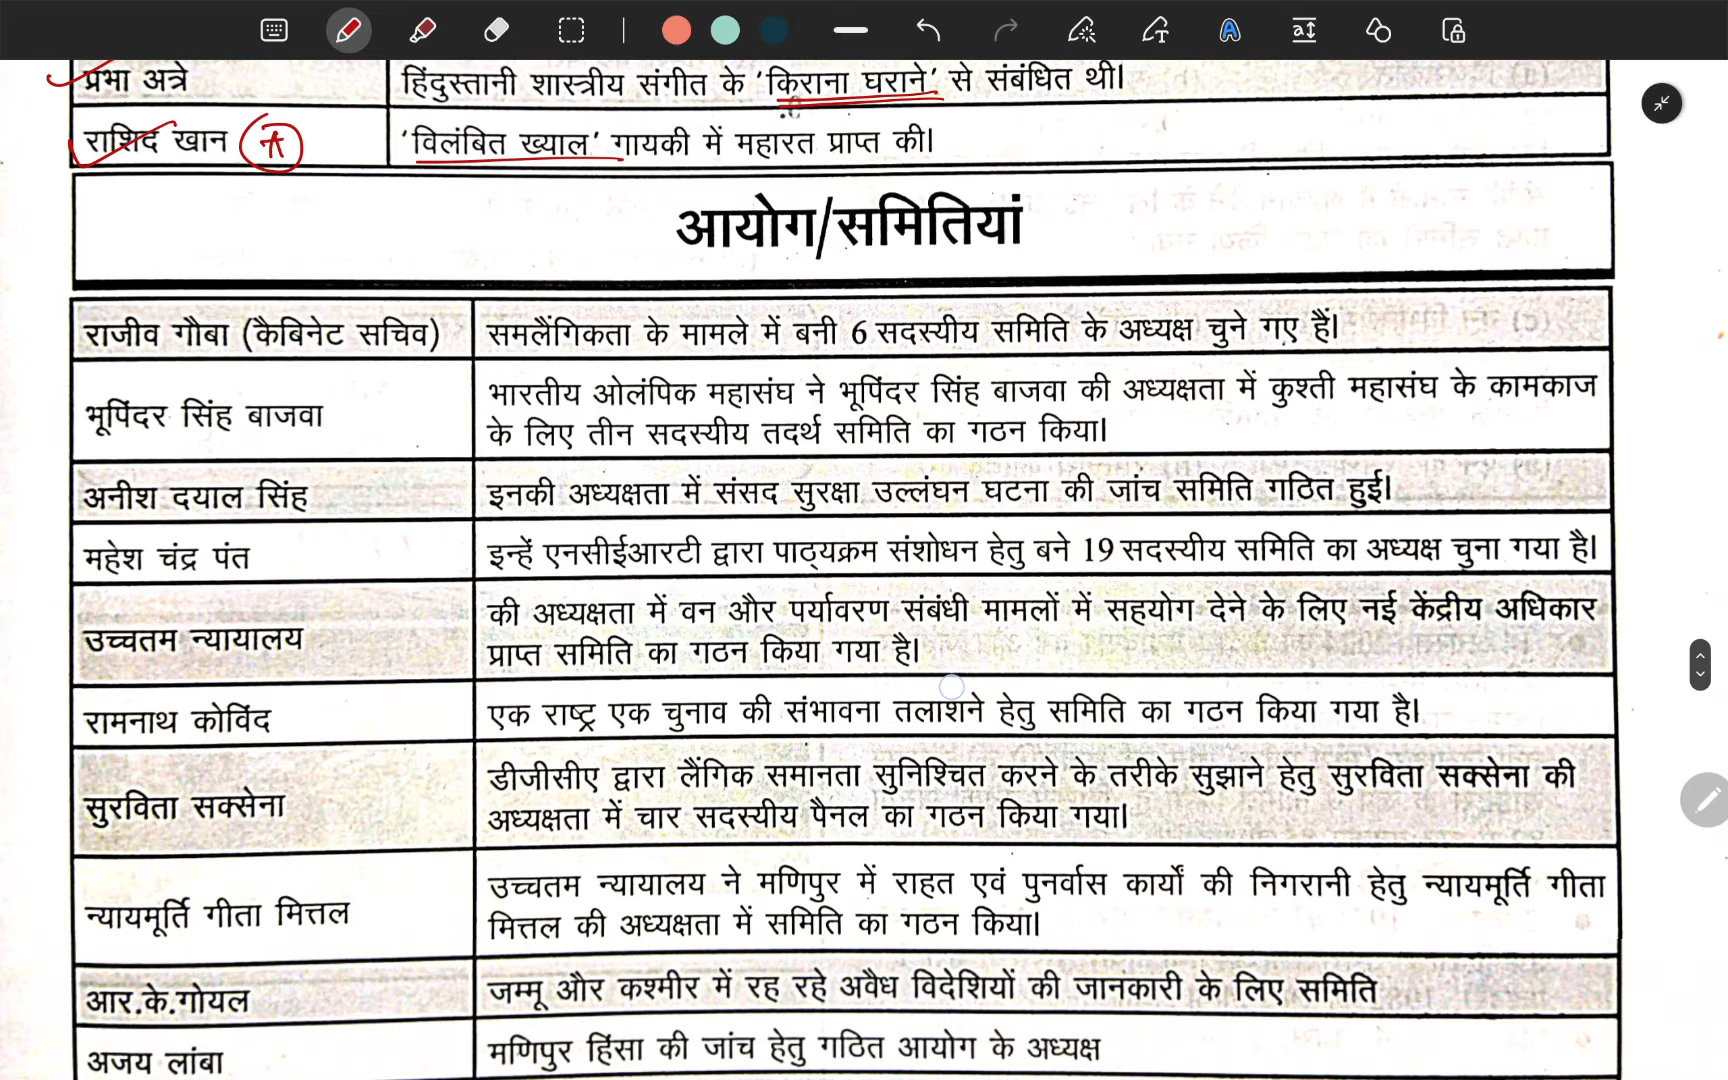 प्रभा अत्रे
हिंदुस्तानी शास्त्रीय संगीत के 'किराना घराने' से संबंधित थी।
राशिद खान
'विलंबित ख्याल' गायकी में महारत प्राप्त की।
आयोग/समितियां
राजीव गौबा (कैबिनेट सचिव)
समलैंगिकता के मामले में बनी 6 सदस्यीय समिति के अध्यक्ष चुने गए हैं।
भूपिंदर सिंह बाजवा
भारतीय ओलंपिक महासंघ ने भूपिंदर सिंह बाजवा की अध्यक्षता में कुश्ती महासंघ के कामकाज
के लिए तीन सदस्यीय तदर्थ समिति का गठन किया।
अनीश दयाल सिंह
इनकी अध्यक्षता में संसद सुरक्षा उल्लंघन घटना की जांच समिति गठित हुई।
महेश चंद्र पंत
इन्हें एनसीईआरटी द्वारा पाठ्यक्रम संशोधन हेतु बने 19 सदस्यीय समिति का अध्यक्ष चुना गया है।
उच्चतम न्यायालय
की अध्यक्षता में वन और पर्यावरण संबंधी मामलों में सहयोग देने के लिए नई केंद्रीय अधिकार
प्राप्त समिति का गठन किया गया है।
रामनाथ कोविंद
एक राष्ट्र एक चुनाव की संभावना तलाशने हेतु समिति का गठन किया गया है।
सुरविता सक्सेना
डीजीसीए द्वारा लैंगिक समानता सुनिश्चित करने के तरीके सुझाने हेतु सुरविता सक्सेना की
अध्यक्षता में चार सदस्यीय पैनल का गठन किया गया।
न्यायमूर्ति गीता मित्तल
उच्चतम न्यायालय ने मणिपुर में राहत एवं पुनर्वास कार्यों की निगरानी हेतु न्यायमूर्ति गीता
मित्तल की अध्यक्षता में समिति का गठन किया।
आर.के.गोयल
जम्मू और कश्मीर में रह रहे अवैध विदेशियों की जानकारी के लिए समिति
अजय लांबा
मणिपुर हिंसा की जांच हेतु गठित आयोग के अध्यक्ष